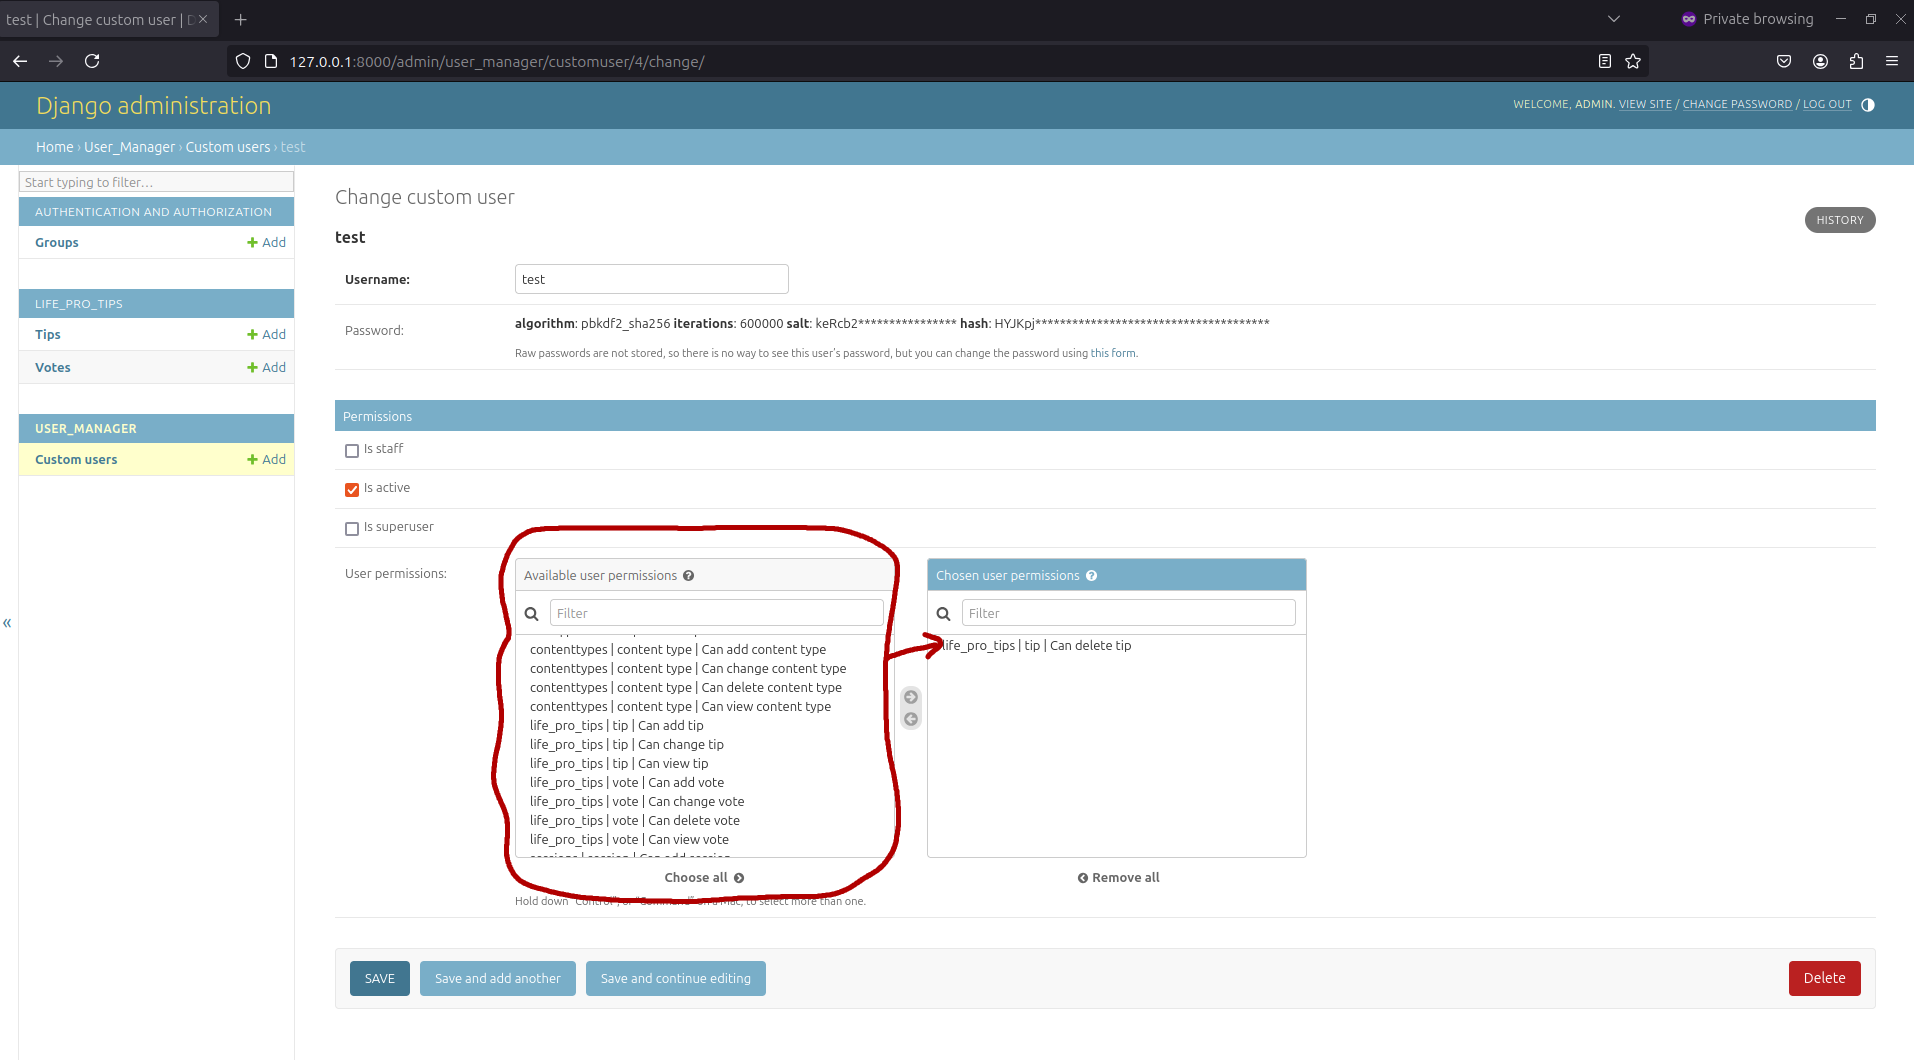 test | Change custom user | D
Private browsing
127.0.0.1:8000/admin/user_manager/customuser/4/change/
Django administration
WELCOME, ADMIN. VIEW SITE / CHANGE PASSWORD / LOG OUT
Home › User_Manager › Custom users › test
Start typing to filter…
AUTHENTICATION AND AUTHORIZATION
Groups + Add
LIFE_PRO_TIPS
Tips + Add
Votes + Add
USER_MANAGER
Custom users + Add
«
Change custom user
HISTORY
test
Username: test
Password: algorithm: pbkdf2_sha256 iterations: 600000 salt: keRcb2**************** hash: HYJKpj**************************************
Raw passwords are not stored, so there is no way to see this user's password, but you can change the password using this form.
Permissions
Is staff
Is active
Is superuser
User permissions:
Available user permissions ?
Filter
contenttypes | content type | Can add content type
contenttypes | content type | Can change content type
contenttypes | content type | Can delete content type
contenttypes | content type | Can view content type
life_pro_tips | tip | Can add tip
life_pro_tips | tip | Can change tip
life_pro_tips | tip | Can view tip
life_pro_tips | vote | Can add vote
life_pro_tips | vote | Can change vote
life_pro_tips | vote | Can delete vote
life_pro_tips | vote | Can view vote
sessions | session | Can add session
Choose all
Chosen user permissions ?
Filter
life_pro_tips | tip | Can delete tip
Remove all
Hold down "Control", or "Command" on a Mac, to select more than one.
SAVE
Save and add another
Save and continue editing
Delete